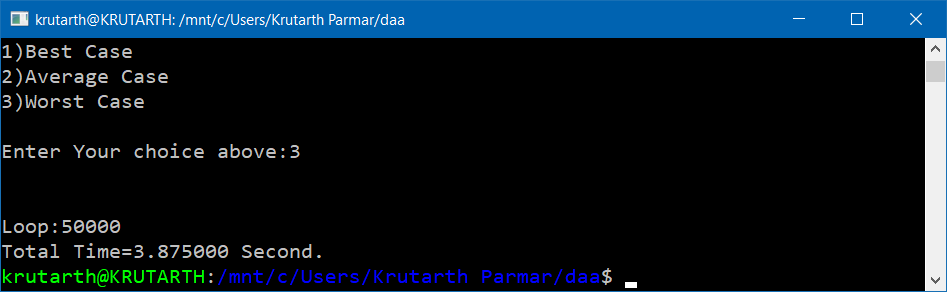 krutarth@KRUTARTH: /mnt/c/Users/Krutarth Parmar/daa
1)Best Case
2)Average Case
3)Worst Case
Enter Your choice above:3
Loop:50000
Total Time=3.875000 Second.
krutarth@KRUTARTH:/mnt/c/Users/Krutarth Parmar/daa$